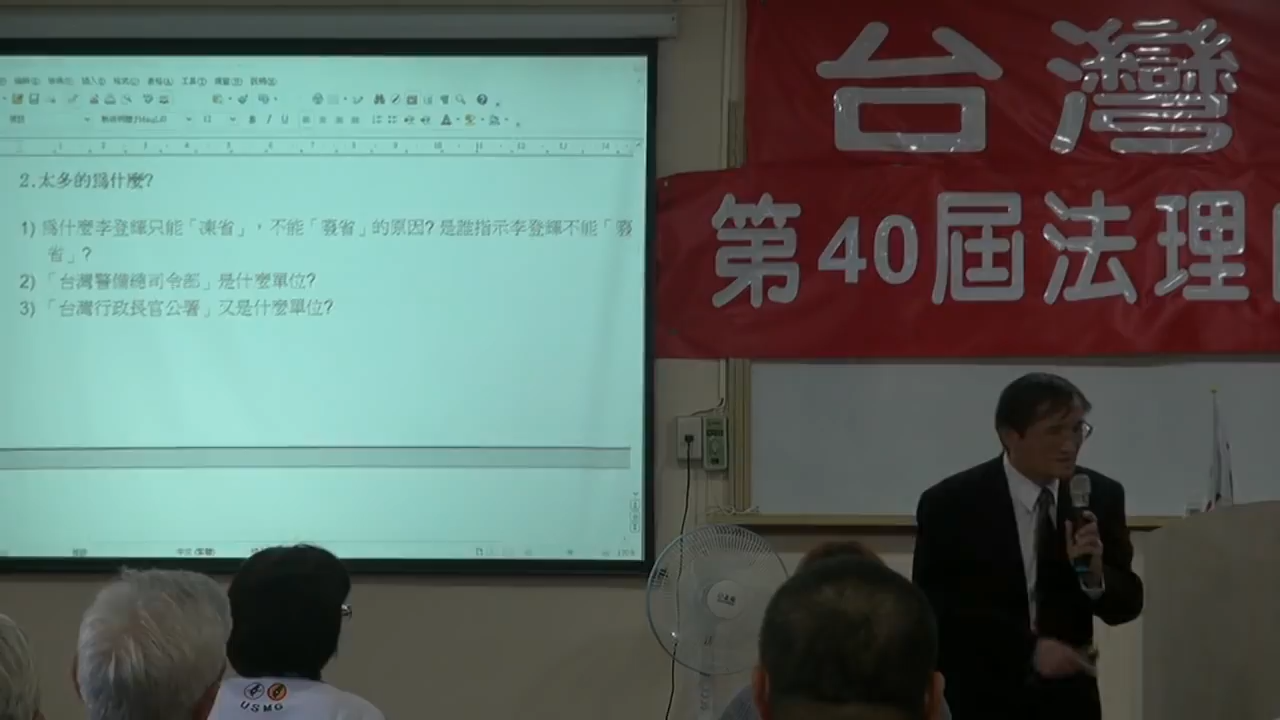 台灣
第40屆法理
2.太多的為什麼?
1) 為什麼李登輝只能「凍省」，不能「廢省」的原因? 是誰指示李登輝不能「廢
省」?
2) 「台灣警備總司令部」是什麼單位?
3) 「台灣行政長官公署」又是什麼單位?
USMG